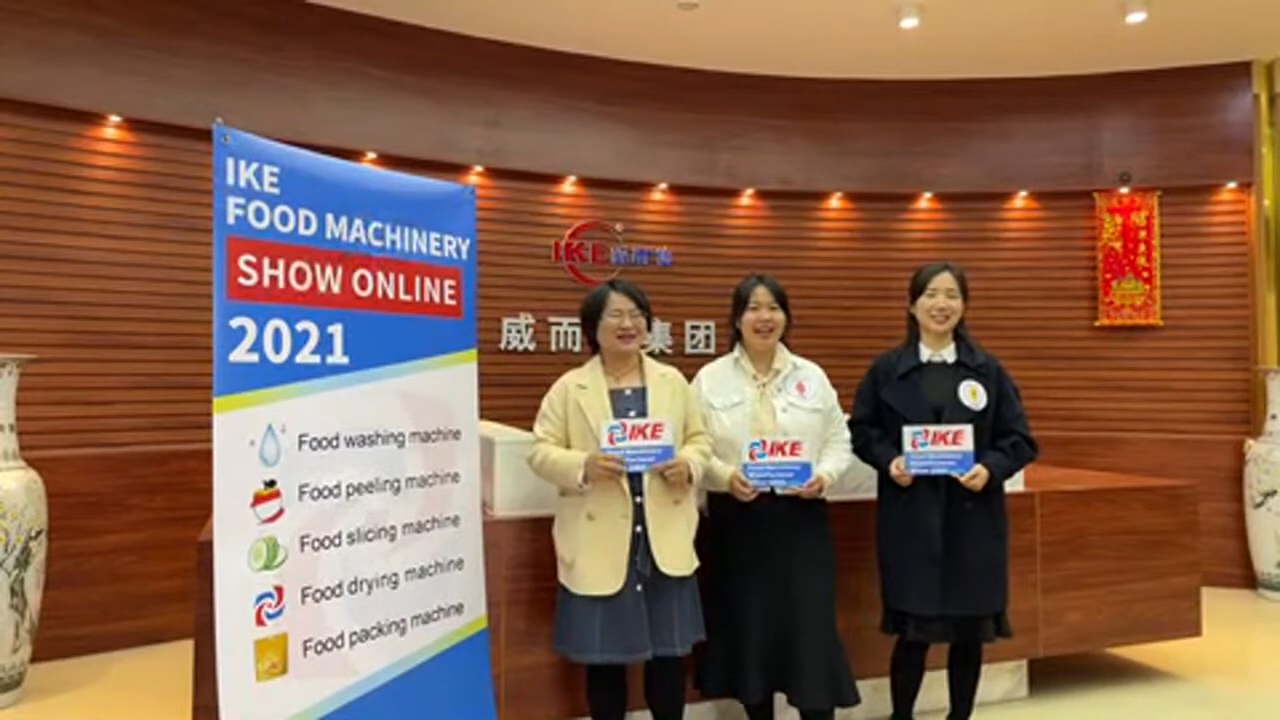 IKE
FOOD MACHINERY
SHOW ONLINE
2021
Food washing machine
Food peeling machine
Food slicing machine
Food drying machine
Food packing machine
IKE
威而
集团
IKE
IKE
IKE